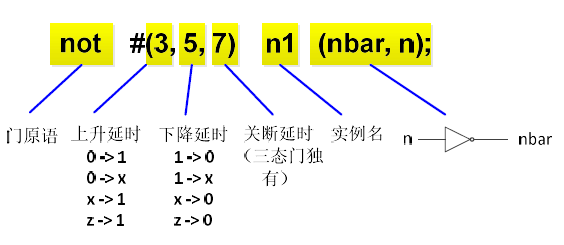 not #(3, 5, 7) n1 (nbar, n);
门原语 上升延时 下降延时 关断延时 实例名
0->1 1->0 （三态门独有）
0->x 1->x
x->1 x->0
z->1 z->0
n nbar